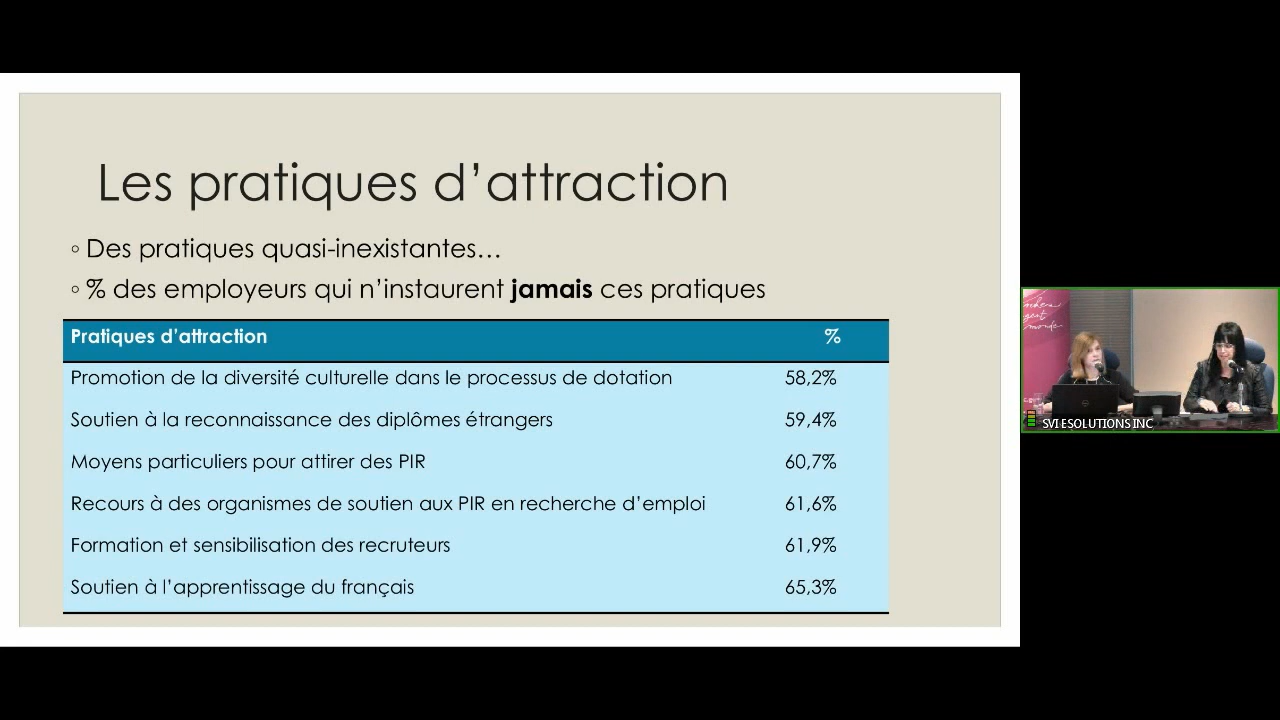 Les pratiques d’attraction
◦ Des pratiques quasi-inexistantes…
◦ % des employeurs qui n’instaurent jamais ces pratiques
Pratiques d’attraction %
Promotion de la diversité culturelle dans le processus de dotation 58,2%
Soutien à la reconnaissance des diplômes étrangers 59,4%
Moyens particuliers pour attirer des PIR 60,7%
Recours à des organismes de soutien aux PIR en recherche d’emploi 61,6%
Formation et sensibilisation des recruteurs 61,9%
Soutien à l’apprentissage du français 65,3%
monde
SVI ESOLUTIONS INC